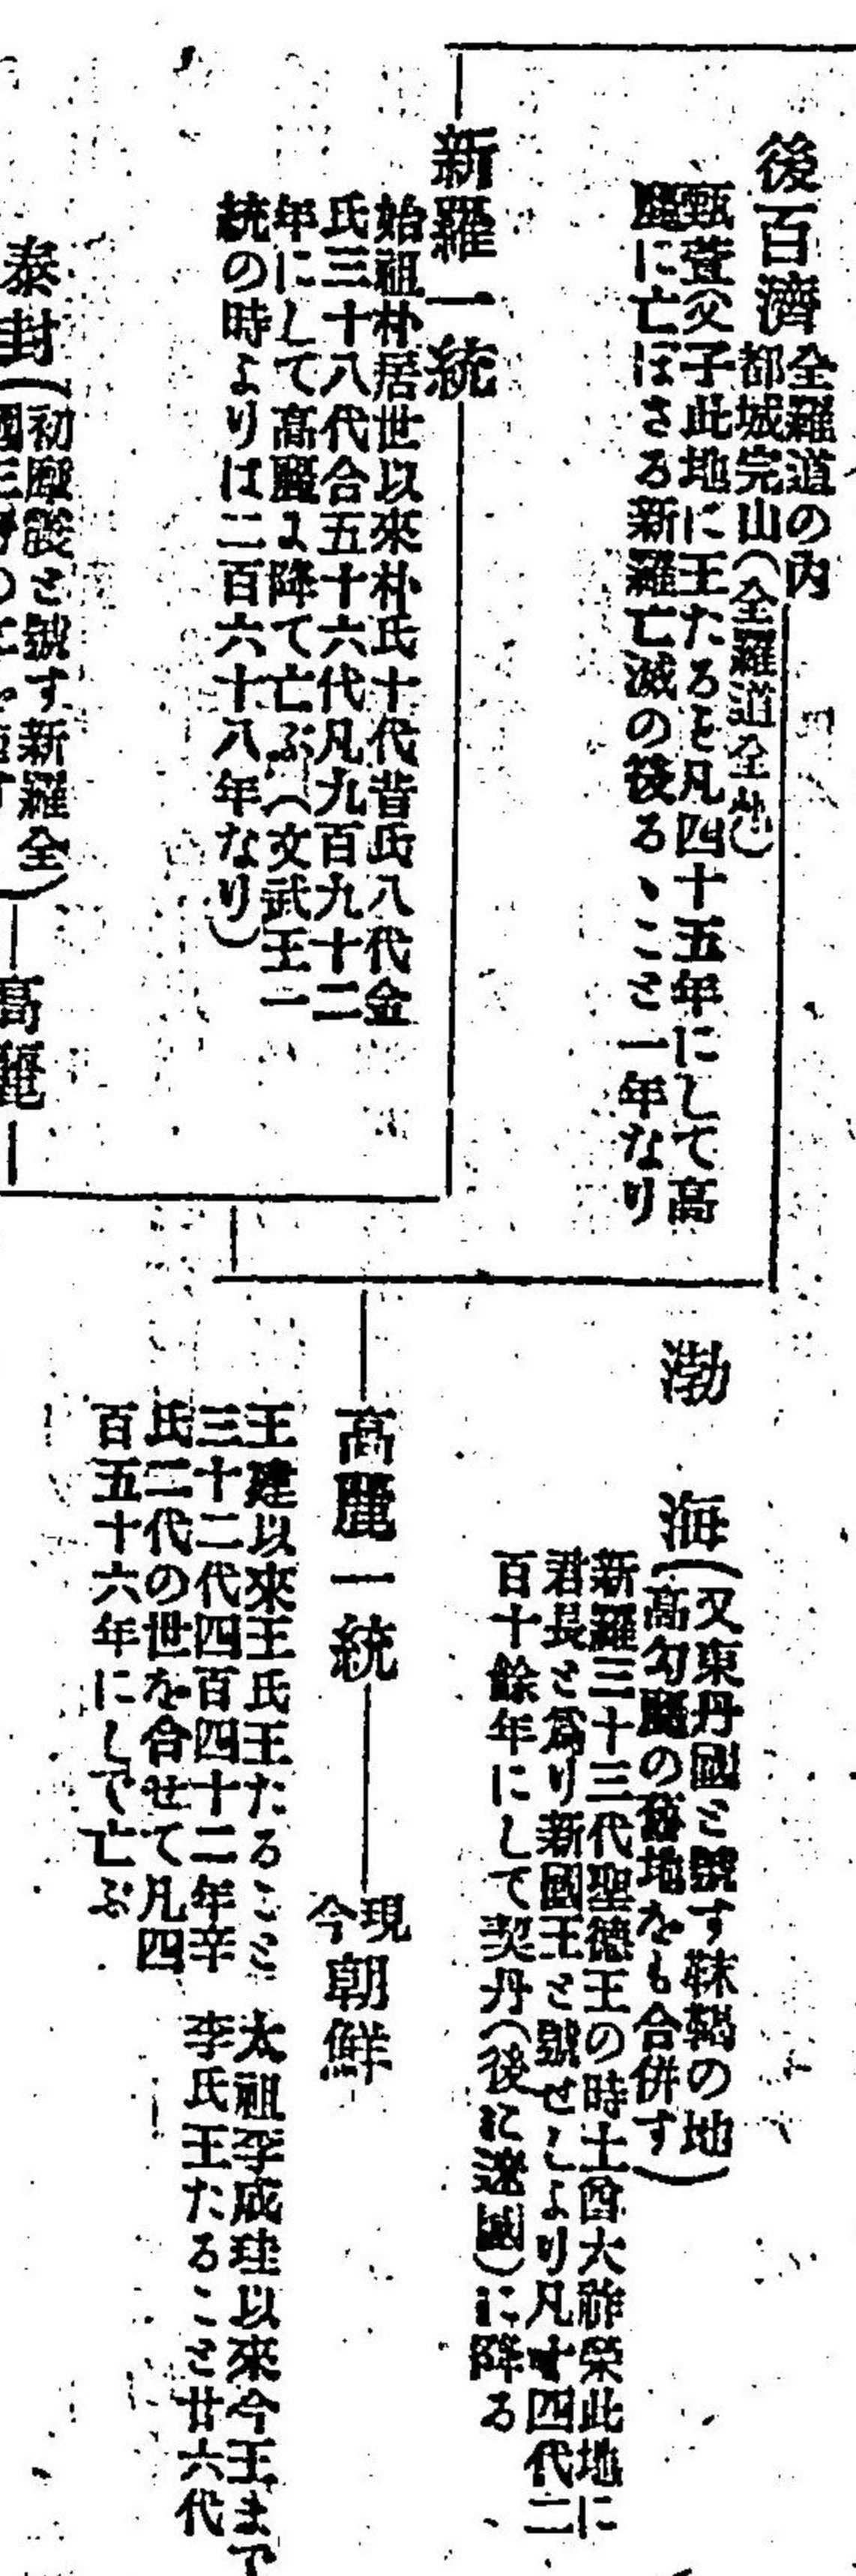 後百濟
全羅道の内
都城完山(全羅道全州)
甄萱父子此地に王たると凡四十五年にして高
麗に亡ぼさる新羅亡滅の後るゝこと一年なり
新羅一統
始祖朴居世以來朴氏十代昔氏八代金
氏三十八代合五十六代凡九百九十二
年にして高麗に降て亡ぶ(文武王一
統の時よりは二百六十八年なり)
泰封
(初摩震と號す新羅全
高麗
渤海
(又東丹國と號す靺鞨の地
高勾麗の舊地をも合併す)
新羅三十三代聖德王の時土酋大祚榮此地に
君長と爲り新國王と號せしより凡十四代二
百十餘年にして契丹(後に遼國)に降る
高麗一統
王建以來王氏王たること
三十二代四百四十二年辛
氏二代の世を合せて凡四
百五十六年にして亡ぶ
現今朝鮮
太祖李成珪以來今王まで
李氏王たること廿六代